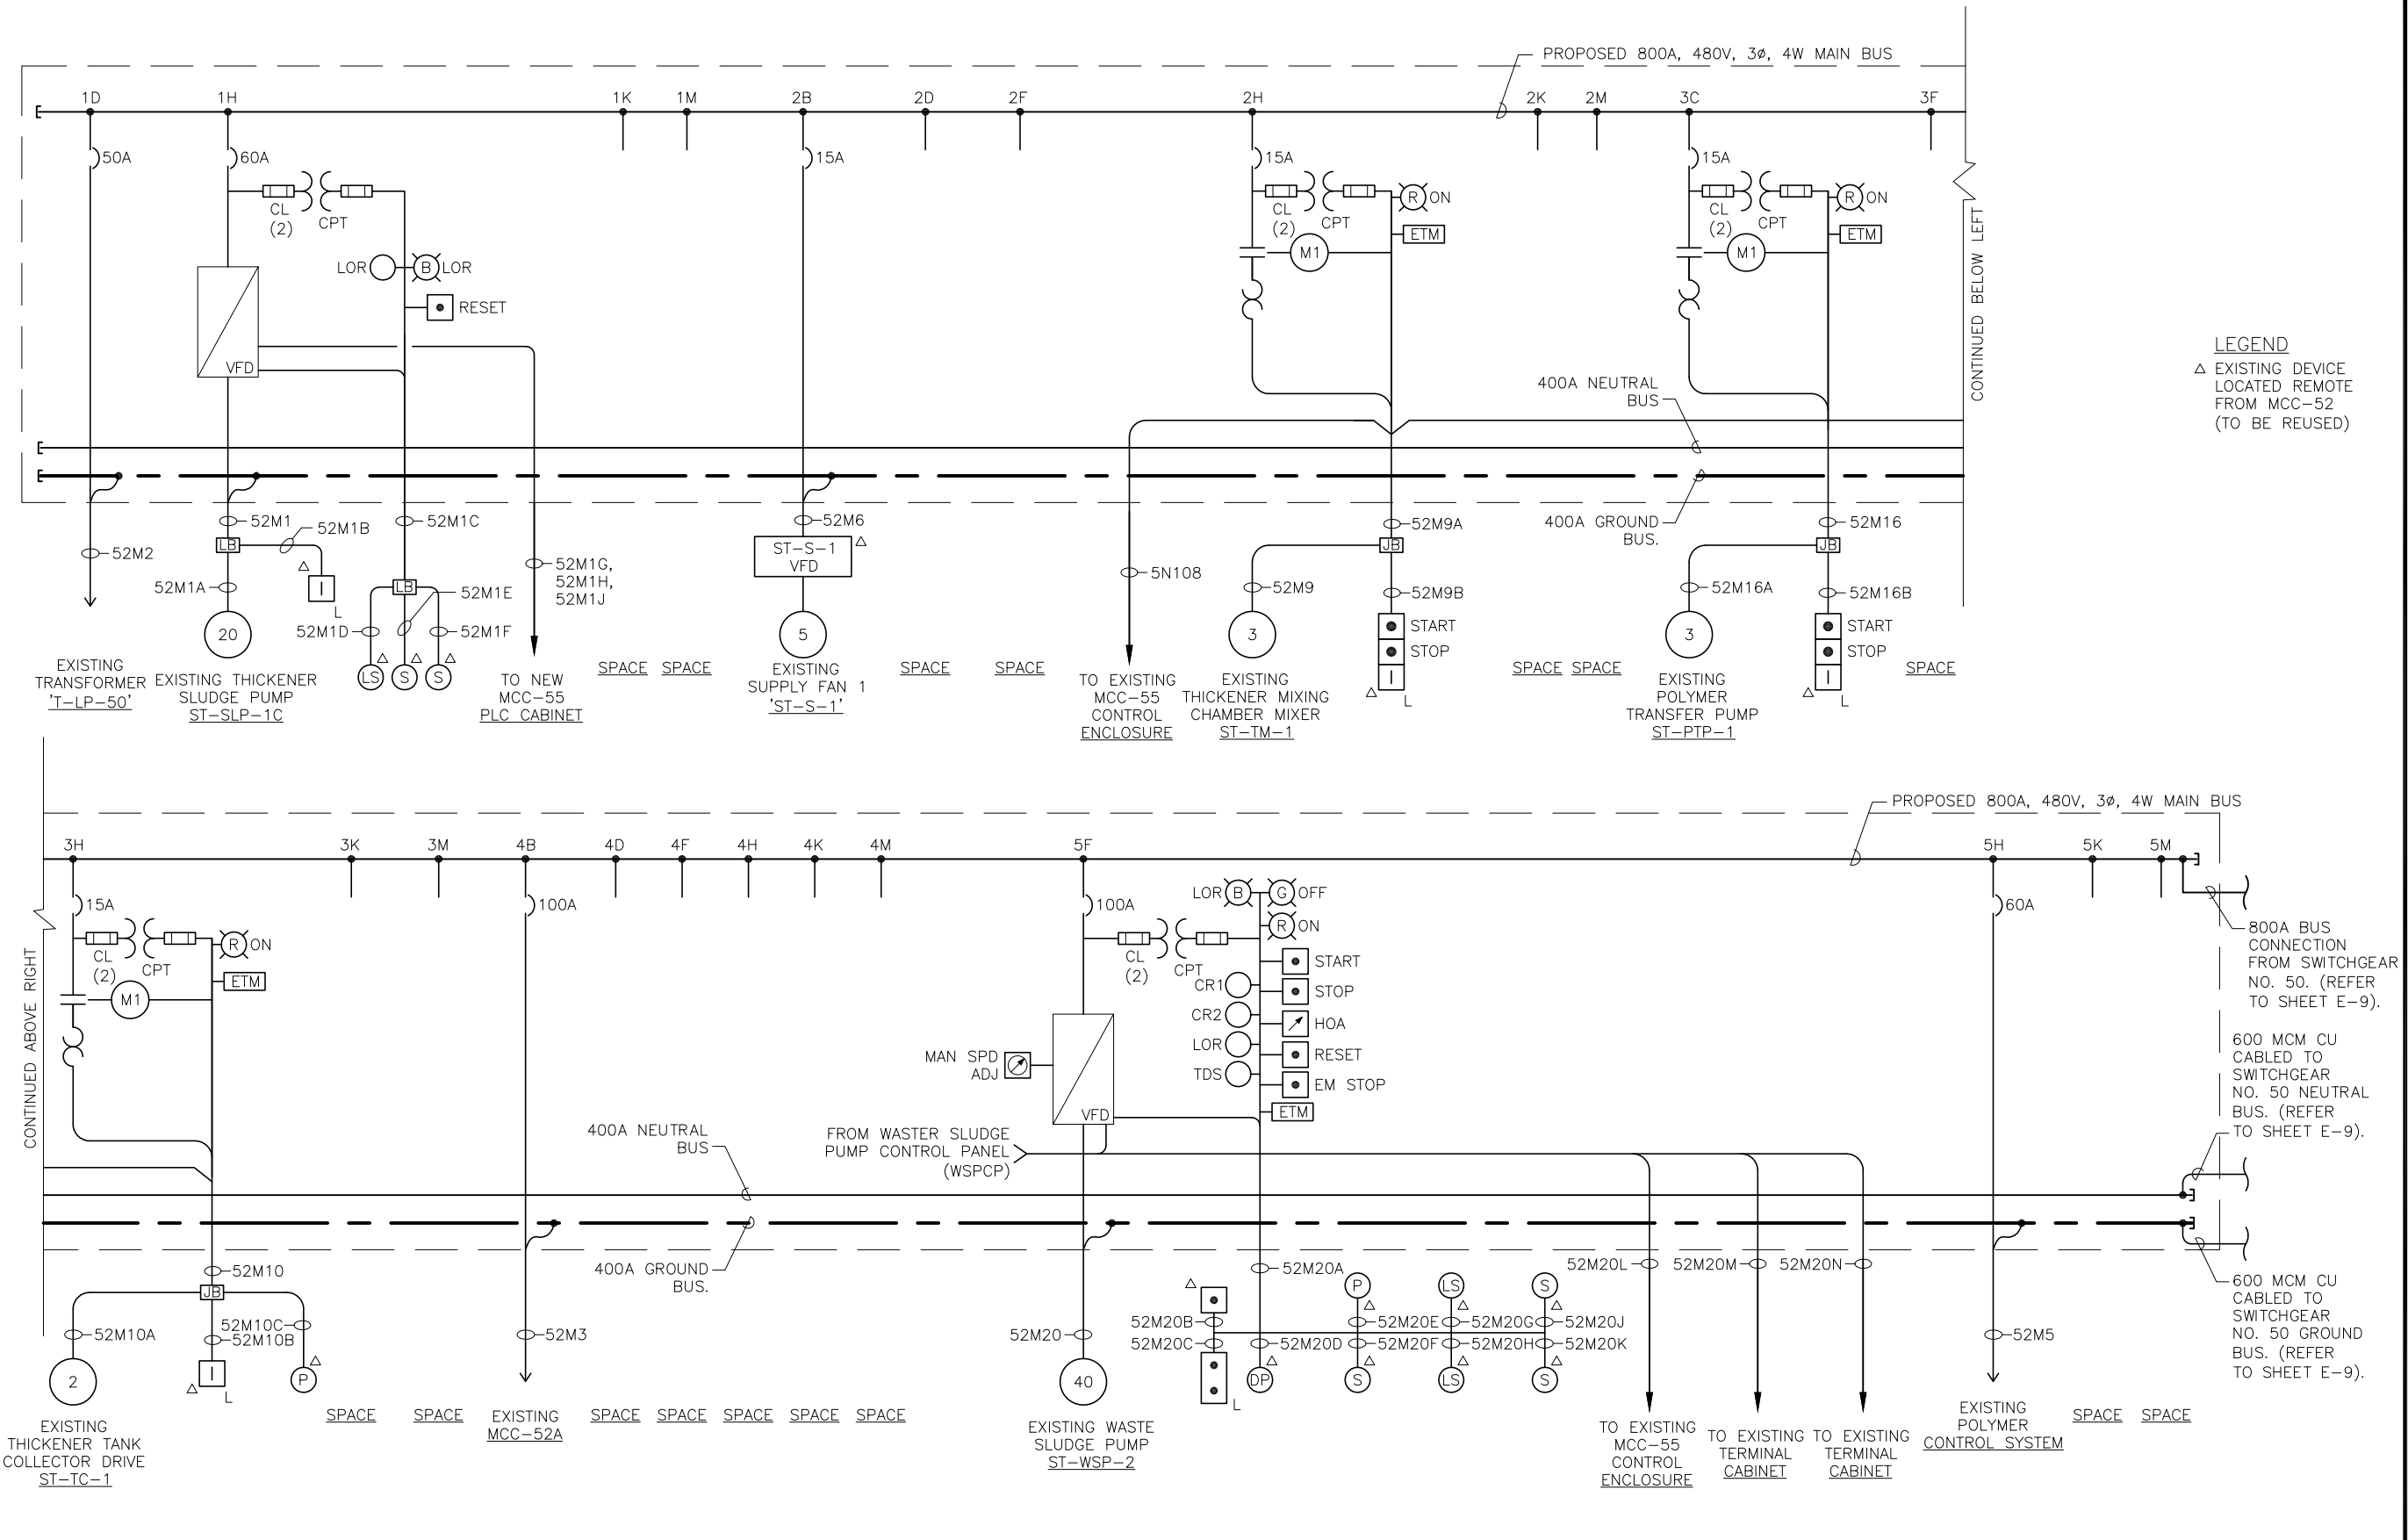 PROPOSED 800A, 480V, 3ø, 4W MAIN BUS
1D
1H
1K
1M
2B
2D
2F
2H
2K
2M
3C
3F
50A
60A
15A
15A
15A
CL
(2)
CPT
LOR
B
LOR
RESET
VFD
CL
(2)
CPT
R
ON
ETM
M1
CL
(2)
CPT
R
ON
ETM
M1
CONTINUED BELOW LEFT
400A NEUTRAL
BUS
400A GROUND
BUS.
LEGEND
△ EXISTING DEVICE
LOCATED REMOTE
FROM MCC-52
(TO BE REUSED)
52M2
52M1
52M1B
LB
52M1A
I
L
20
52M1C
LB
52M1D
52M1E
52M1F
LS
S
S
52M1G,
52M1H,
52M1J
52M6
ST-S-1
VFD
5
5N108
52M9A
JB
52M9
52M9B
3
START
STOP
I
L
52M16
JB
52M16A
52M16B
3
START
STOP
I
L
EXISTING
TRANSFORMER
'T-LP-50'
EXISTING THICKENER
SLUDGE PUMP
ST-SLP-1C
TO NEW
MCC-55
PLC CABINET
SPACE
SPACE
EXISTING
SUPPLY FAN 1
'ST-S-1'
SPACE
SPACE
TO EXISTING
MCC-55
CONTROL
ENCLOSURE
EXISTING
THICKENER MIXING
CHAMBER MIXER
ST-TM-1
SPACE
SPACE
EXISTING
POLYMER
TRANSFER PUMP
ST-PTP-1
SPACE
PROPOSED 800A, 480V, 3ø, 4W MAIN BUS
3H
3K
3M
4B
4D
4F
4H
4K
4M
5F
5H
5K
5M
CONTINUED ABOVE RIGHT
15A
CL
(2)
CPT
R
ON
ETM
M1
100A
100A
CL
(2)
CPT
LOR
B
G
OFF
R
ON
START
CR1
STOP
CR2
HOA
LOR
RESET
TDS
EM STOP
ETM
MAN SPD
ADJ
VFD
60A
400A NEUTRAL
BUS
400A GROUND
BUS.
FROM WASTER SLUDGE
PUMP CONTROL PANEL
(WSPCP)
800A BUS
CONNECTION
FROM SWITCHGEAR
NO. 50. (REFER
TO SHEET E-9).
600 MCM CU
CABLED TO
SWITCHGEAR
NO. 50 NEUTRAL
BUS. (REFER
TO SHEET E-9).
600 MCM CU
CABLED TO
SWITCHGEAR
NO. 50 GROUND
BUS. (REFER
TO SHEET E-9).
52M10
JB
52M10A
52M10C
52M10B
2
I
L
P
52M3
52M20
40
52M20A
52M20B
52M20C
L
52M20D
DP
P
52M20E
52M20F
S
LS
52M20G
52M20H
LS
S
52M20J
52M20K
S
52M20L
52M20M
52M20N
52M5
EXISTING
THICKENER TANK
COLLECTOR DRIVE
ST-TC-1
SPACE
SPACE
EXISTING
MCC-52A
SPACE
SPACE
SPACE
SPACE
SPACE
EXISTING WASTE
SLUDGE PUMP
ST-WSP-2
TO EXISTING
MCC-55
CONTROL
ENCLOSURE
TO EXISTING
TERMINAL
CABINET
TO EXISTING
TERMINAL
CABINET
EXISTING
POLYMER
CONTROL SYSTEM
SPACE
SPACE